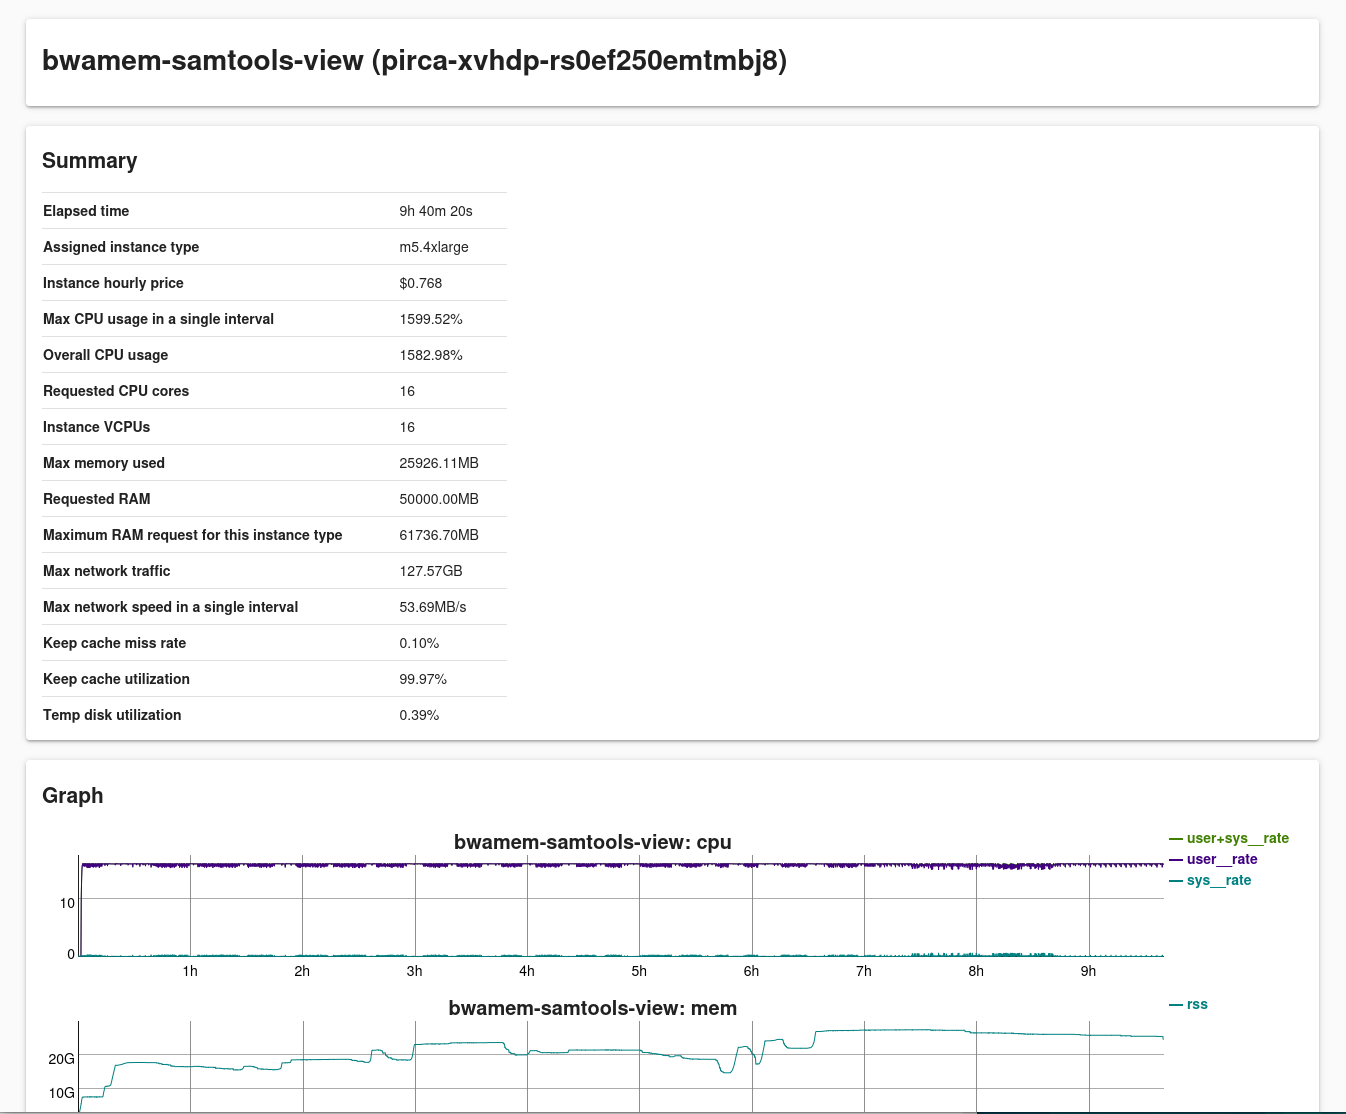 bwamem-samtools-view (pirca-xvhdp-rs0ef250emtmbj8)
Summary
Elapsed time 9h 40m 20s
Assigned instance type m5.4xlarge
Instance hourly price $0.768
Max CPU usage in a single interval 1599.52%
Overall CPU usage 1582.98%
Requested CPU cores 16
Instance VCPUs 16
Max memory used 25926.11MB
Requested RAM 50000.00MB
Maximum RAM request for this instance type 61736.70MB
Max network traffic 127.57GB
Max network speed in a single interval 53.69MB/s
Keep cache miss rate 0.10%
Keep cache utilization 99.97%
Temp disk utilization 0.39%
Graph
bwamem-samtools-view: cpu
user+sys__rate
user__rate
sys__rate
10
0
1h 2h 3h 4h 5h 6h 7h 8h 9h
bwamem-samtools-view: mem
rss
20G
10G